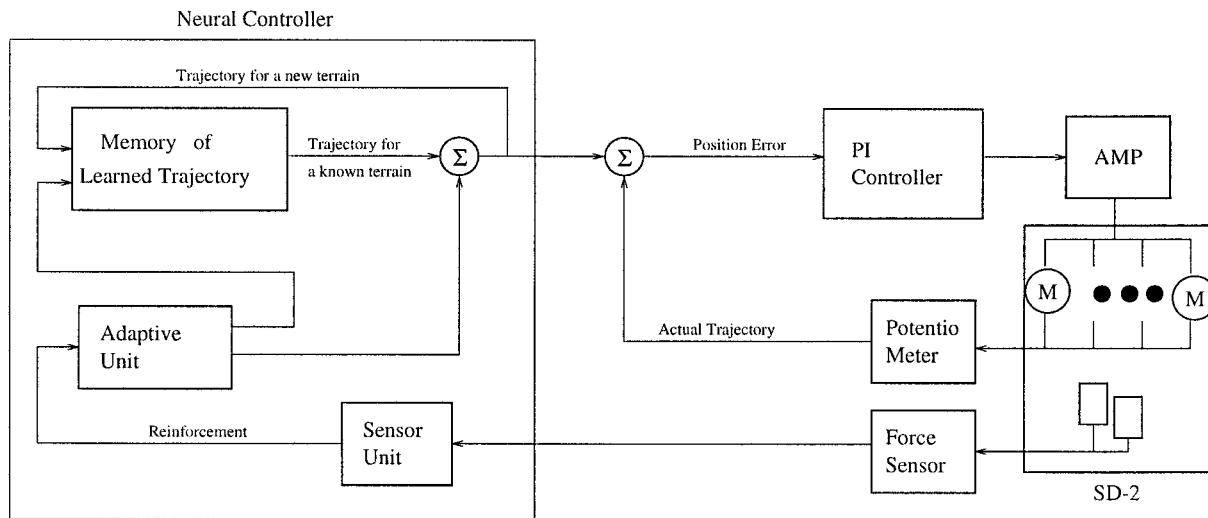 Neural Controller
Trajectory for a new terrain
Memory of
Learned Trajectory
Trajectory for
a known terrain
Σ
Σ
Position Error
PI
Controller
AMP
M
M
Adaptive
Unit
Actual Trajectory
Potentio
Meter
Reinforcement
Sensor
Unit
Force
Sensor
SD-2